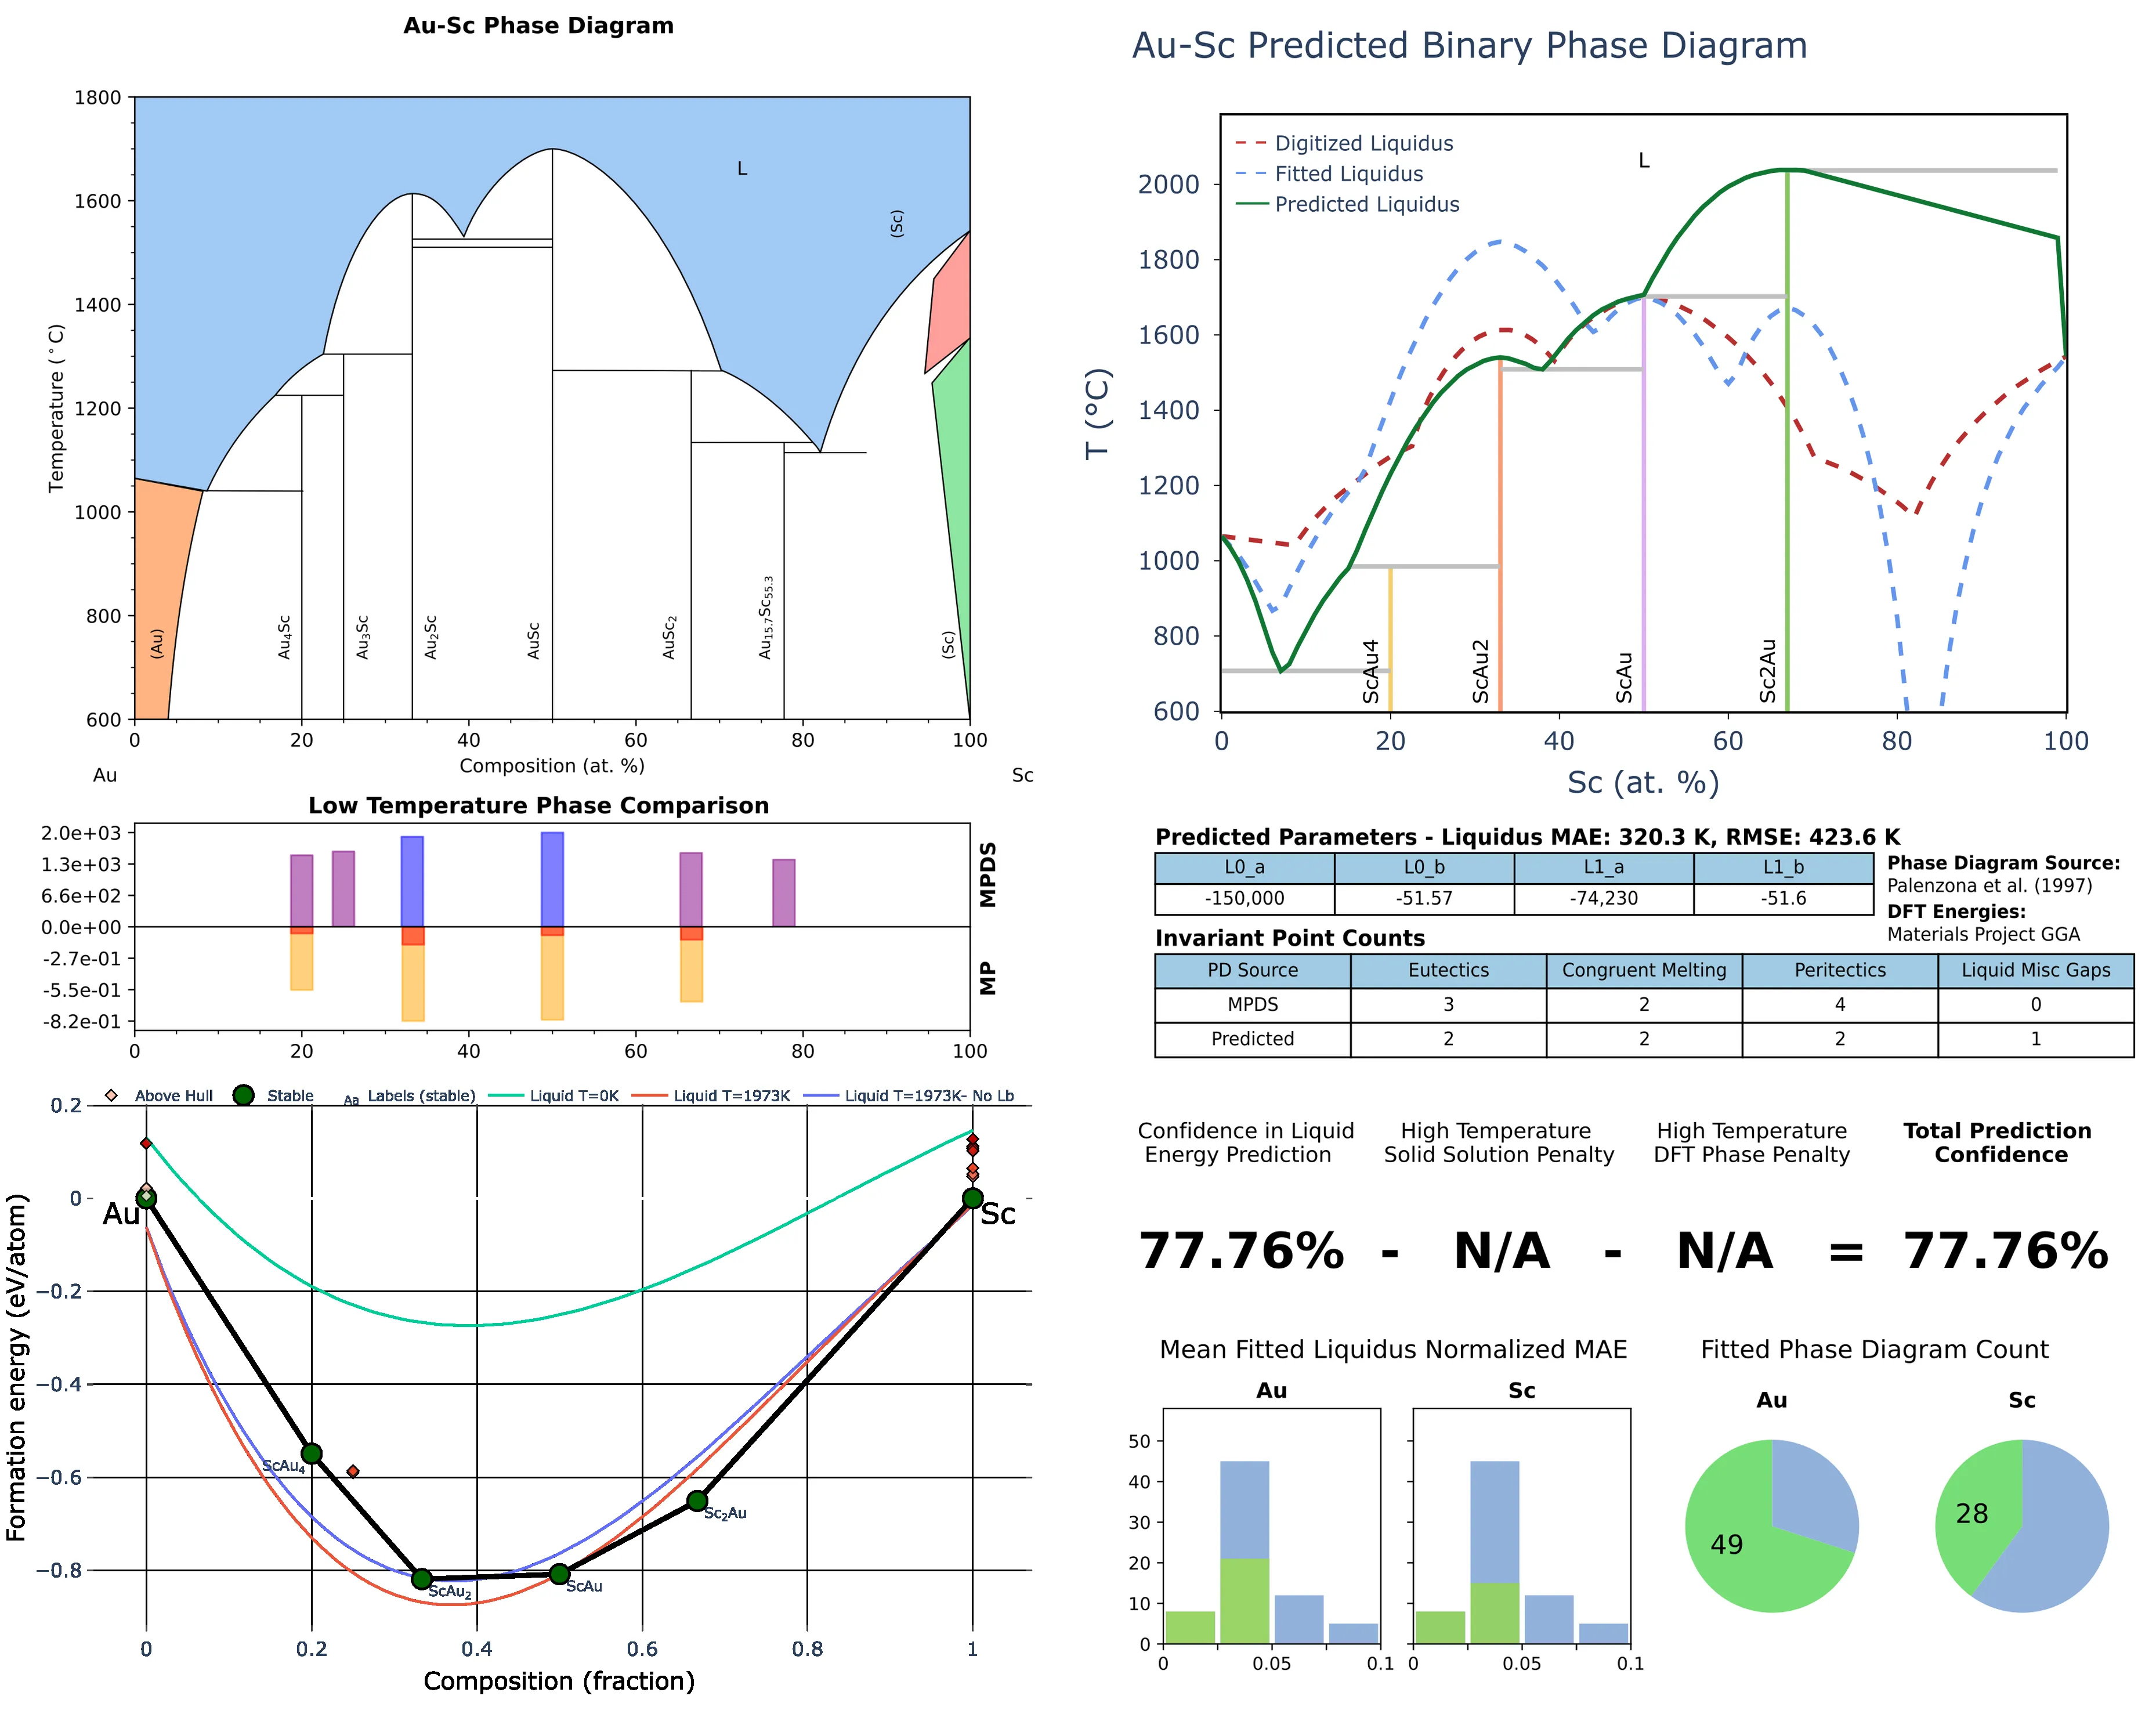 Au-Sc Phase Diagram
1800
1600
1400
1200
1000
800
600
Temperature (°C)
L
(Sc)
(Au)
Au4Sc
Au3Sc
Au2Sc
AuSc
AuSc2
Au15.7Sc55.3
(Sc)
0 20 40 60 80 100
Composition (at. %)
Au Sc
Low Temperature Phase Comparison
2.0e+03
1.3e+03
6.6e+02
0.0e+00
-2.7e-01
-5.5e-01
-8.2e-01
MPDS
MP
0 20 40 60 80 100
Above Hull Stable Aa Labels (stable) Liquid T=0K Liquid T=1973K Liquid T=1973K- No Lb
0.2
0
−0.2
−0.4
−0.6
−0.8
Formation energy (eV/atom)
Au
Sc
ScAu4
Sc2Au
ScAu2
ScAu
0 0.2 0.4 0.6 0.8 1
Composition (fraction)
Au-Sc Predicted Binary Phase Diagram
Digitized Liquidus
Fitted Liquidus
Predicted Liquidus
L
2000
1800
1600
1400
1200
1000
800
600
T (°C)
ScAu4
ScAu2
ScAu
Sc2Au
0 20 40 60 80 100
Sc (at. %)
Predicted Parameters - Liquidus MAE: 320.3 K, RMSE: 423.6 K
L0_a L0_b L1_a L1_b
-150,000 -51.57 -74,230 -51.6
Phase Diagram Source:
Palenzona et al. (1997)
DFT Energies:
Materials Project GGA
Invariant Point Counts
PD Source Eutectics Congruent Melting Peritectics Liquid Misc Gaps
MPDS 3 2 4 0
Predicted 2 2 2 1
Confidence in Liquid
Energy Prediction
High Temperature
Solid Solution Penalty
High Temperature
DFT Phase Penalty
Total Prediction
Confidence
77.76% - N/A - N/A = 77.76%
Mean Fitted Liquidus Normalized MAE
Au
Sc
50
40
30
20
10
0
0 0.05 0.1
0 0.05 0.1
Fitted Phase Diagram Count
Au
Sc
49
28